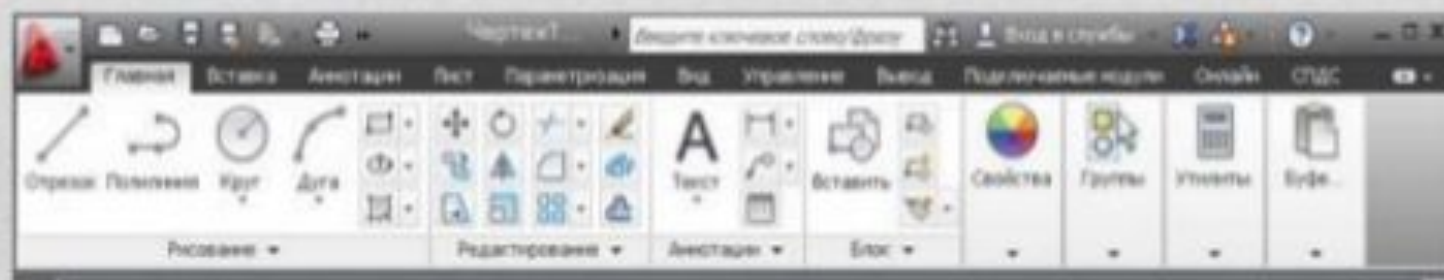 Чертеж1... Введите ключевое слово/фразу Вход в службы
Главная Вставка Аннотации Лист Параметризация Вид Управление Вывод Подключаемые модули Онлайн СПДС
Отрезок Полилиния Круг Дуга A Текст Вставить Свойства Группы Утилиты Буфе...
Рисование Редактирование Аннотации Блок